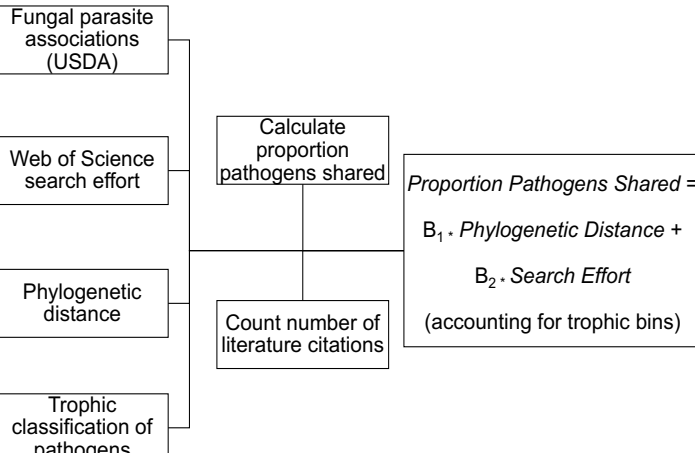 Fungal parasite
associations
(USDA)
Web of Science
search effort
Phylogenetic
distance
Trophic
classification of
pathogens
Calculate
proportion
pathogens shared
Count number of
literature citations
Proportion Pathogens Shared =
B₁ * Phylogenetic Distance +
B₂ * Search Effort
(accounting for trophic bins)